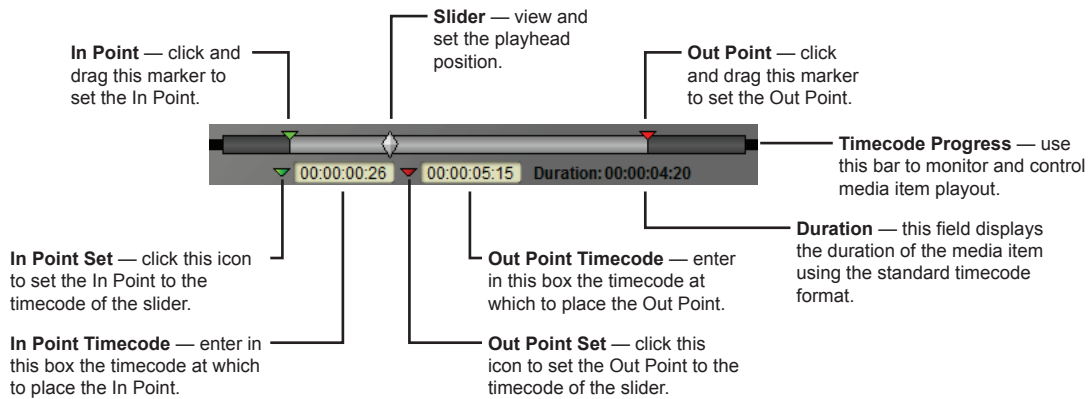 Slider — view and
set the playhead
position.
In Point — click and
drag this marker to
set the In Point.
Out Point — click
and drag this marker
to set the Out Point.
Timecode Progress — use
this bar to monitor and control
media item playout.
00:00:00:26
00:00:05:15
Duration: 00:00:04:20
Duration — this field displays
the duration of the media item
using the standard timecode
format.
In Point Set — click this icon
to set the In Point to the
timecode of the slider.
Out Point Timecode — enter
in this box the timecode at
which to place the Out Point.
In Point Timecode — enter in
this box the timecode at which
to place the In Point.
Out Point Set — click this
icon to set the Out Point to the
timecode of the slider.